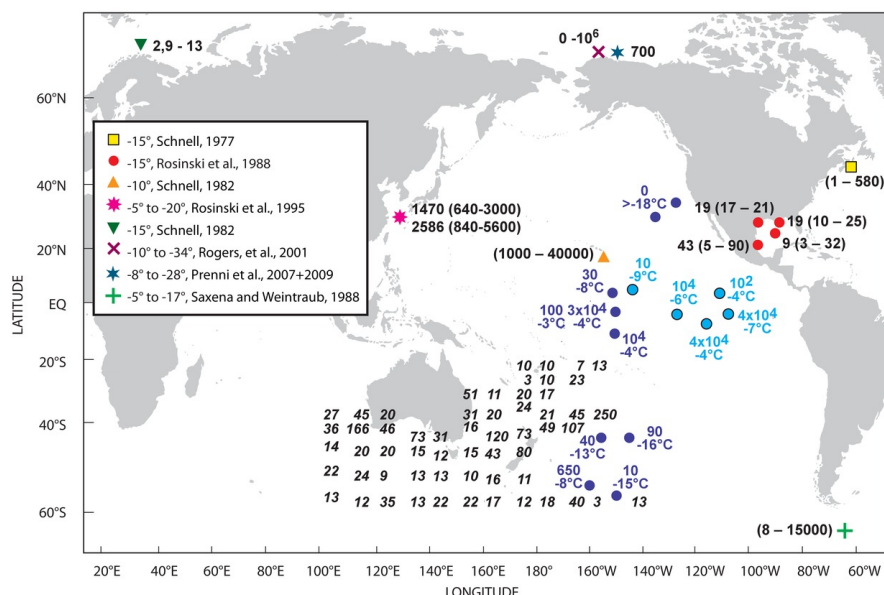 0 -10⁶
2,9 - 13
700
60°N
-15°, Schnell, 1977
-15°, Rosinski et al., 1988
-10°, Schnell, 1982
-5° to -20°, Rosinski et al., 1995
-15°, Schnell, 1982
-10° to -34°, Rogers, et al., 2001
-8° to -28°, Prenni et al., 2007+2009
-5° to -17°, Saxena and Weintraub, 1988
(1 – 580)
40°N
0
>-18°C
1470 (640-3000)
2586 (840-5600)
19 (17 – 21)
19 (10 – 25)
43 (5 – 90)
9 (3 – 32)
20°N
(1000 – 40000)
10
-9°C
30
-8°C
10⁴
-6°C
10²
-4°C
LATITUDE
EQ
100
-3°C
3x10⁴
-4°C
4x10⁴
-7°C
10⁴
-4°C
4x10⁴
-4°C
20°S
10 10 7 13
3 10 23
51 11 20 17
24
27 45 20 31 20 21 45 250
36 166 46 16 49 107
73 31 120 73
14 20 20 15 12 15 43 80
22 24 9 13 13 10 16 11
13 12 35 13 22 22 17 12 18 40 3 13
40°S
40
-13°C
90
-16°C
650
-8°C
10
-15°C
60°S
(8 – 15000)
20°E 40°E 60°E 80°E 100°E 120°E 140°E 160°E 180° 160°W 140°W 120°W 100°W 80°W 60°W
LONGITUDE